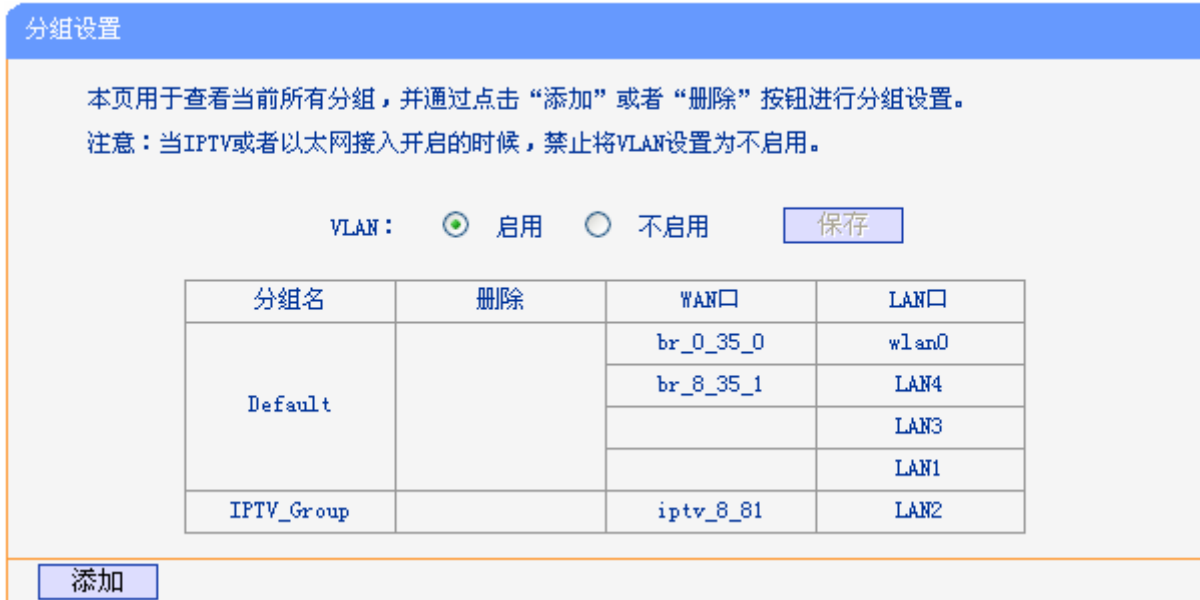 分组设置
本页用于查看当前所有分组，并通过点击“添加”或者“删除”按钮进行分组设置。
注意：当IPTV或者以太网接入开启的时候，禁止将VLAN设置为不启用。
VLAN： 启用 不启用 保存
分组名 删除 WAN口 LAN口
br_0_35_0 wlan0
br_8_35_1 LAN4
Default
LAN3
LAN1
IPTV_Group iptv_8_81 LAN2
添加